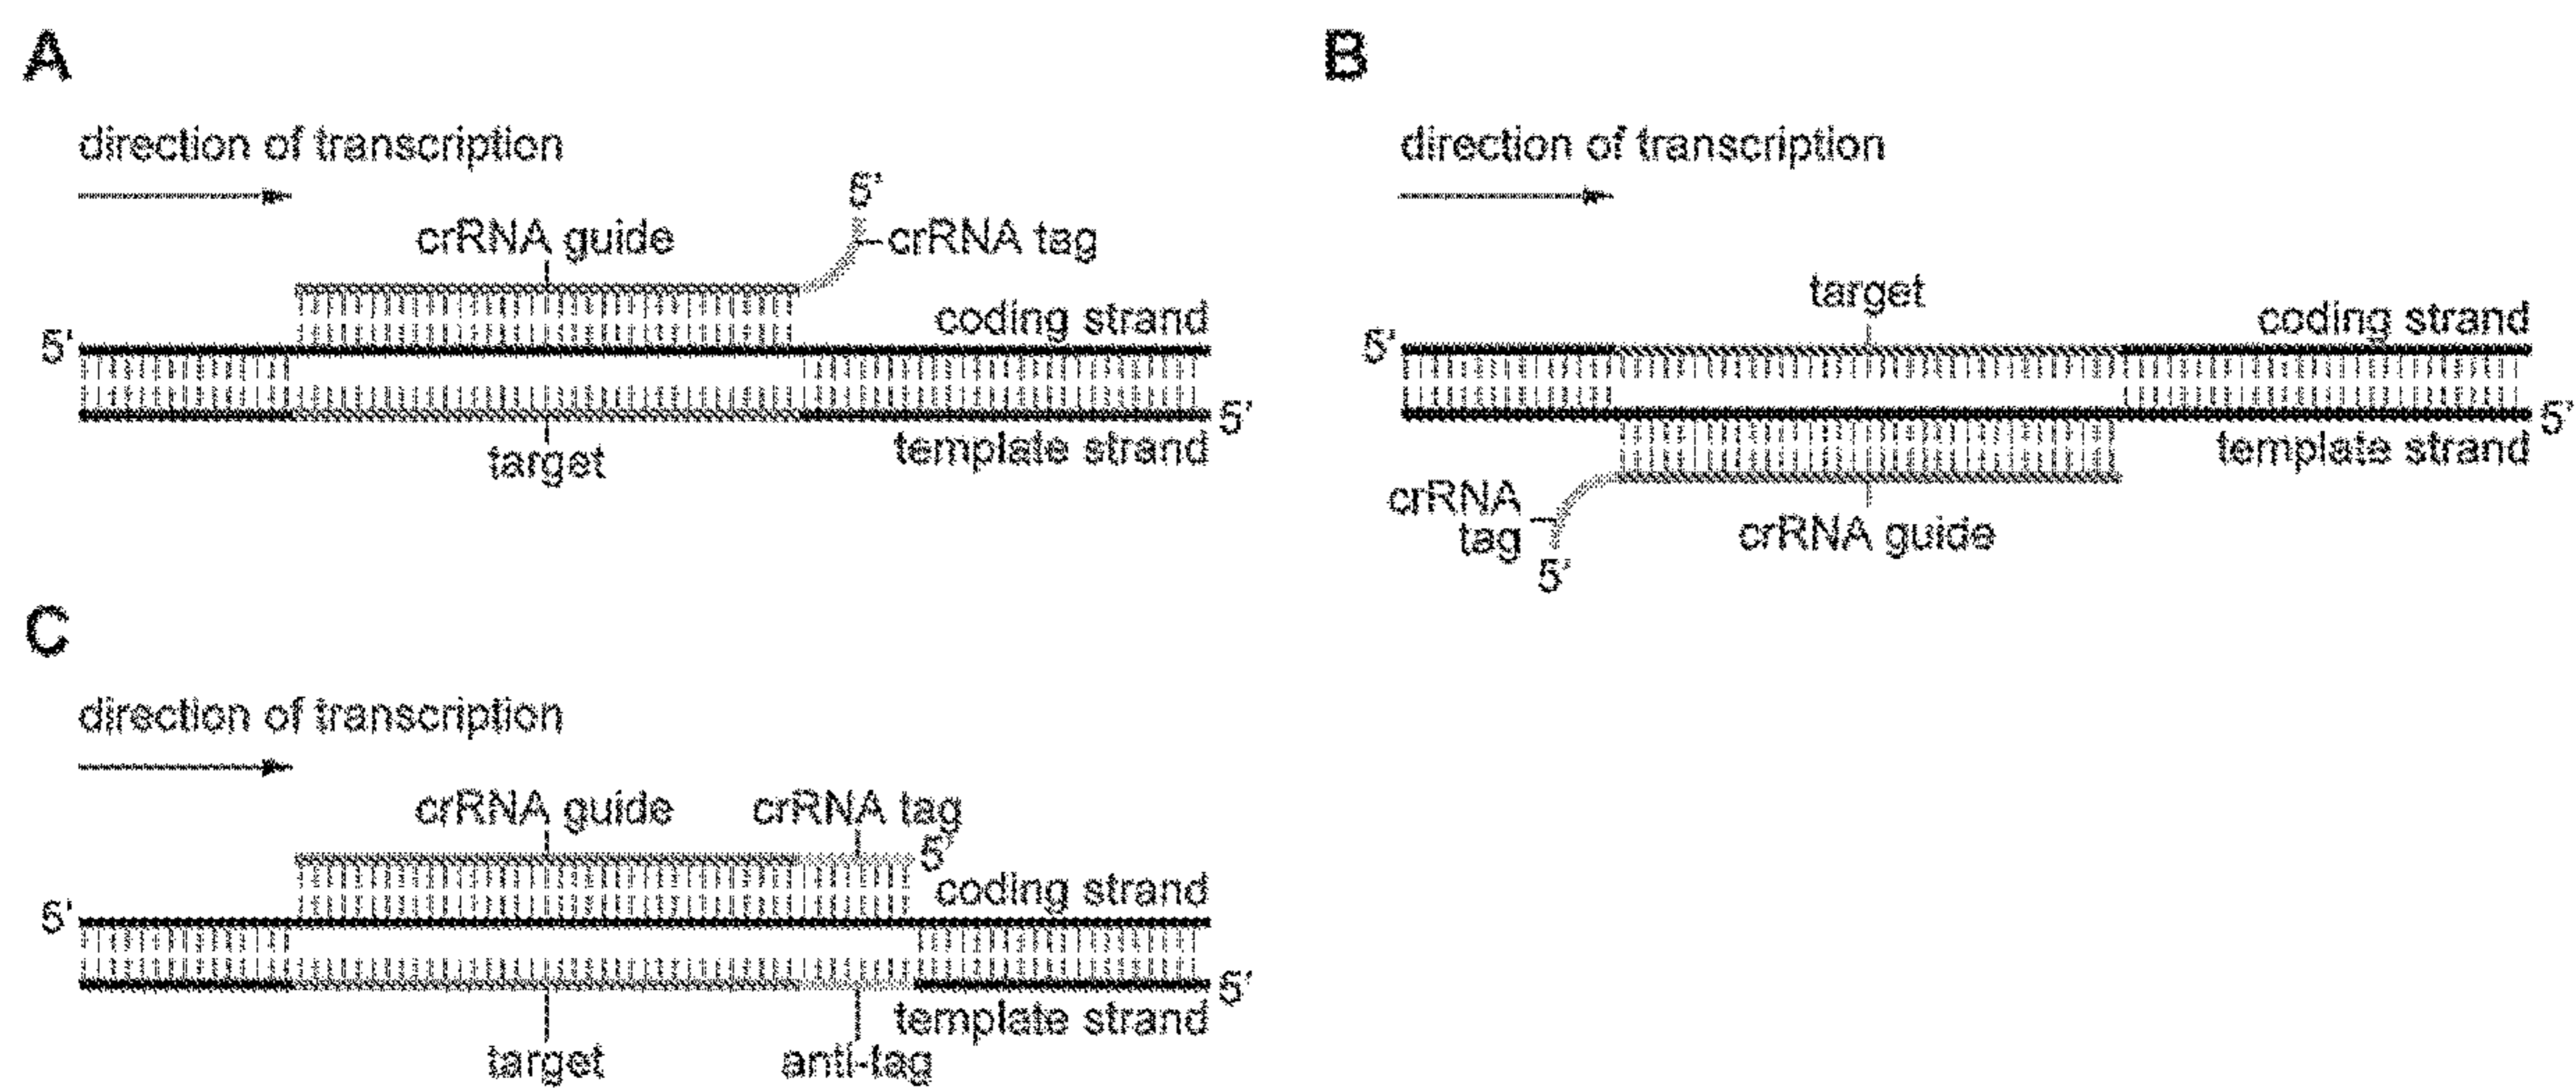 A
direction of transcription
5'
crRNA guide
crRNA tag
coding strand
5'
5'
template strand
target
B
direction of transcription
target
coding strand
5'
5'
template strand
crRNA
tag
crRNA guide
5'
C
direction of transcription
crRNA guide
crRNA tag
5'
coding strand
5'
5'
template strand
target
anti-tag